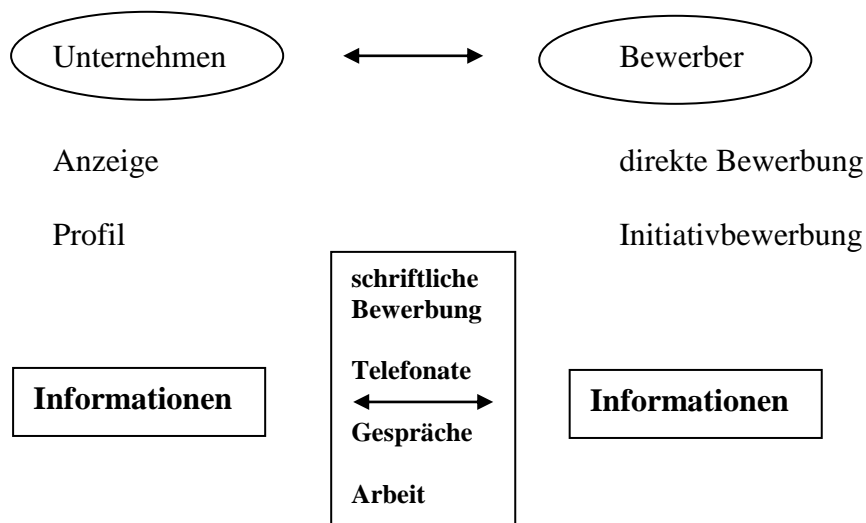 Unternehmen
Bewerber
Anzeige
direkte Bewerbung
Profil
Initiativbewerbung
schriftliche
Bewerbung
Telefonate
Informationen
Informationen
Gespräche
Arbeit